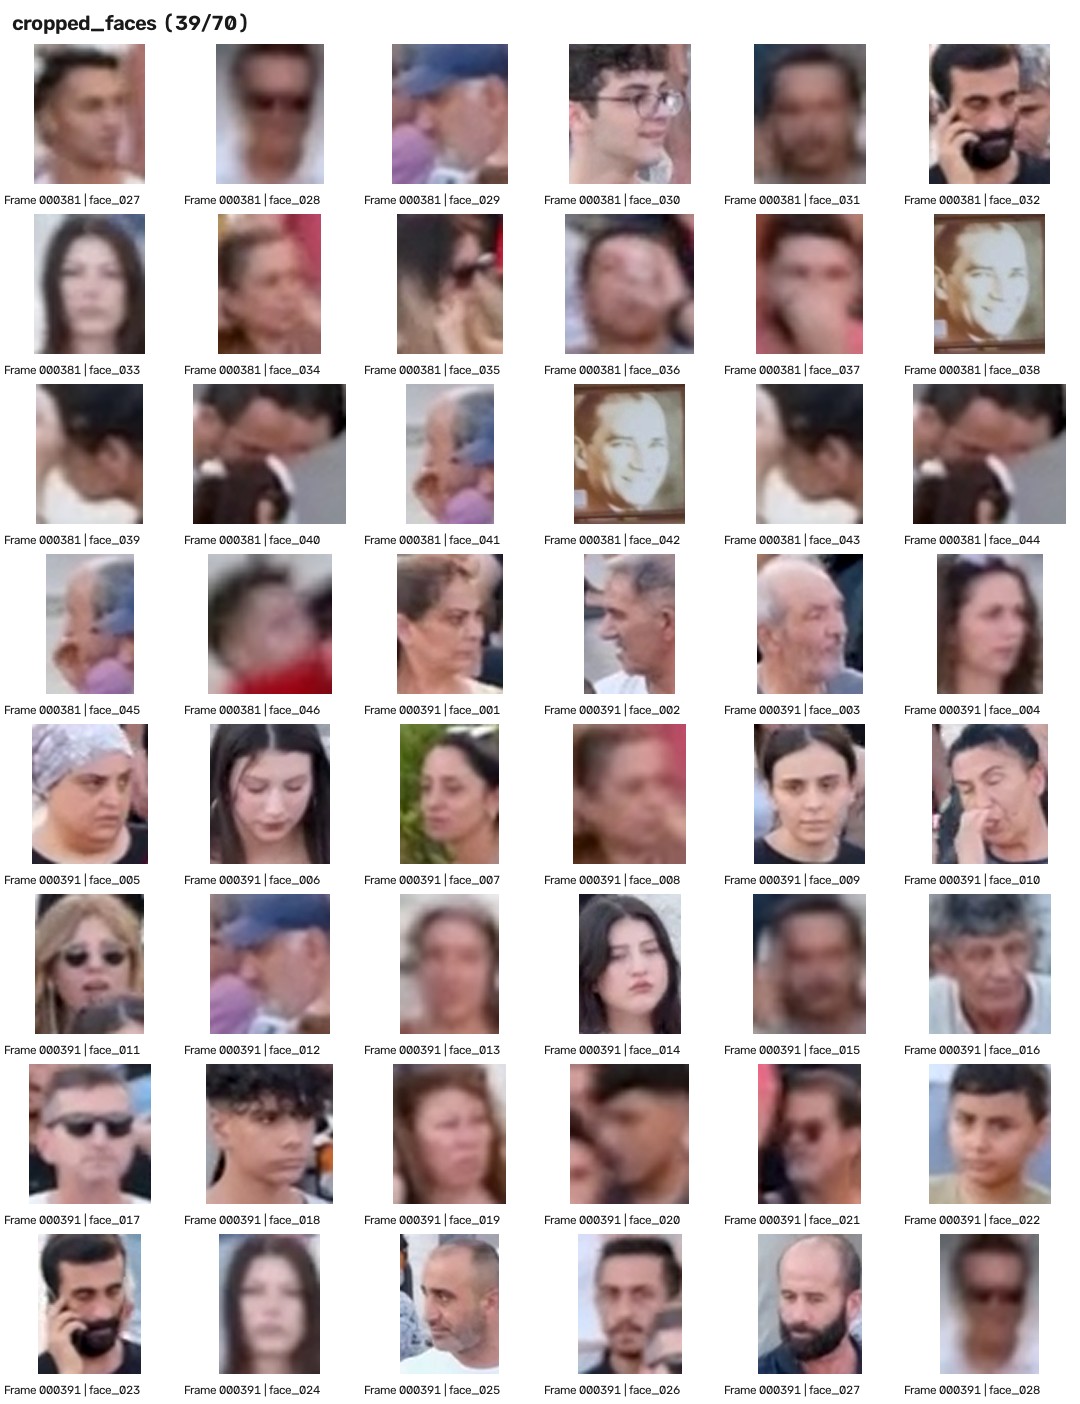 cropped_faces (39/70)
Frame 000381 | face_027
Frame 000381 | face_028
Frame 000381 | face_029
Frame 000381 | face_030
Frame 000381 | face_031
Frame 000381 | face_032
Frame 000381 | face_033
Frame 000381 | face_034
Frame 000381 | face_035
Frame 000381 | face_036
Frame 000381 | face_037
Frame 000381 | face_038
Frame 000381 | face_039
Frame 000381 | face_040
Frame 000381 | face_041
Frame 000381 | face_042
Frame 000381 | face_043
Frame 000381 | face_044
Frame 000381 | face_045
Frame 000381 | face_046
Frame 000391 | face_001
Frame 000391 | face_002
Frame 000391 | face_003
Frame 000391 | face_004
Frame 000391 | face_005
Frame 000391 | face_006
Frame 000391 | face_007
Frame 000391 | face_008
Frame 000391 | face_009
Frame 000391 | face_010
Frame 000391 | face_011
Frame 000391 | face_012
Frame 000391 | face_013
Frame 000391 | face_014
Frame 000391 | face_015
Frame 000391 | face_016
Frame 000391 | face_017
Frame 000391 | face_018
Frame 000391 | face_019
Frame 000391 | face_020
Frame 000391 | face_021
Frame 000391 | face_022
Frame 000391 | face_023
Frame 000391 | face_024
Frame 000391 | face_025
Frame 000391 | face_026
Frame 000391 | face_027
Frame 000391 | face_028